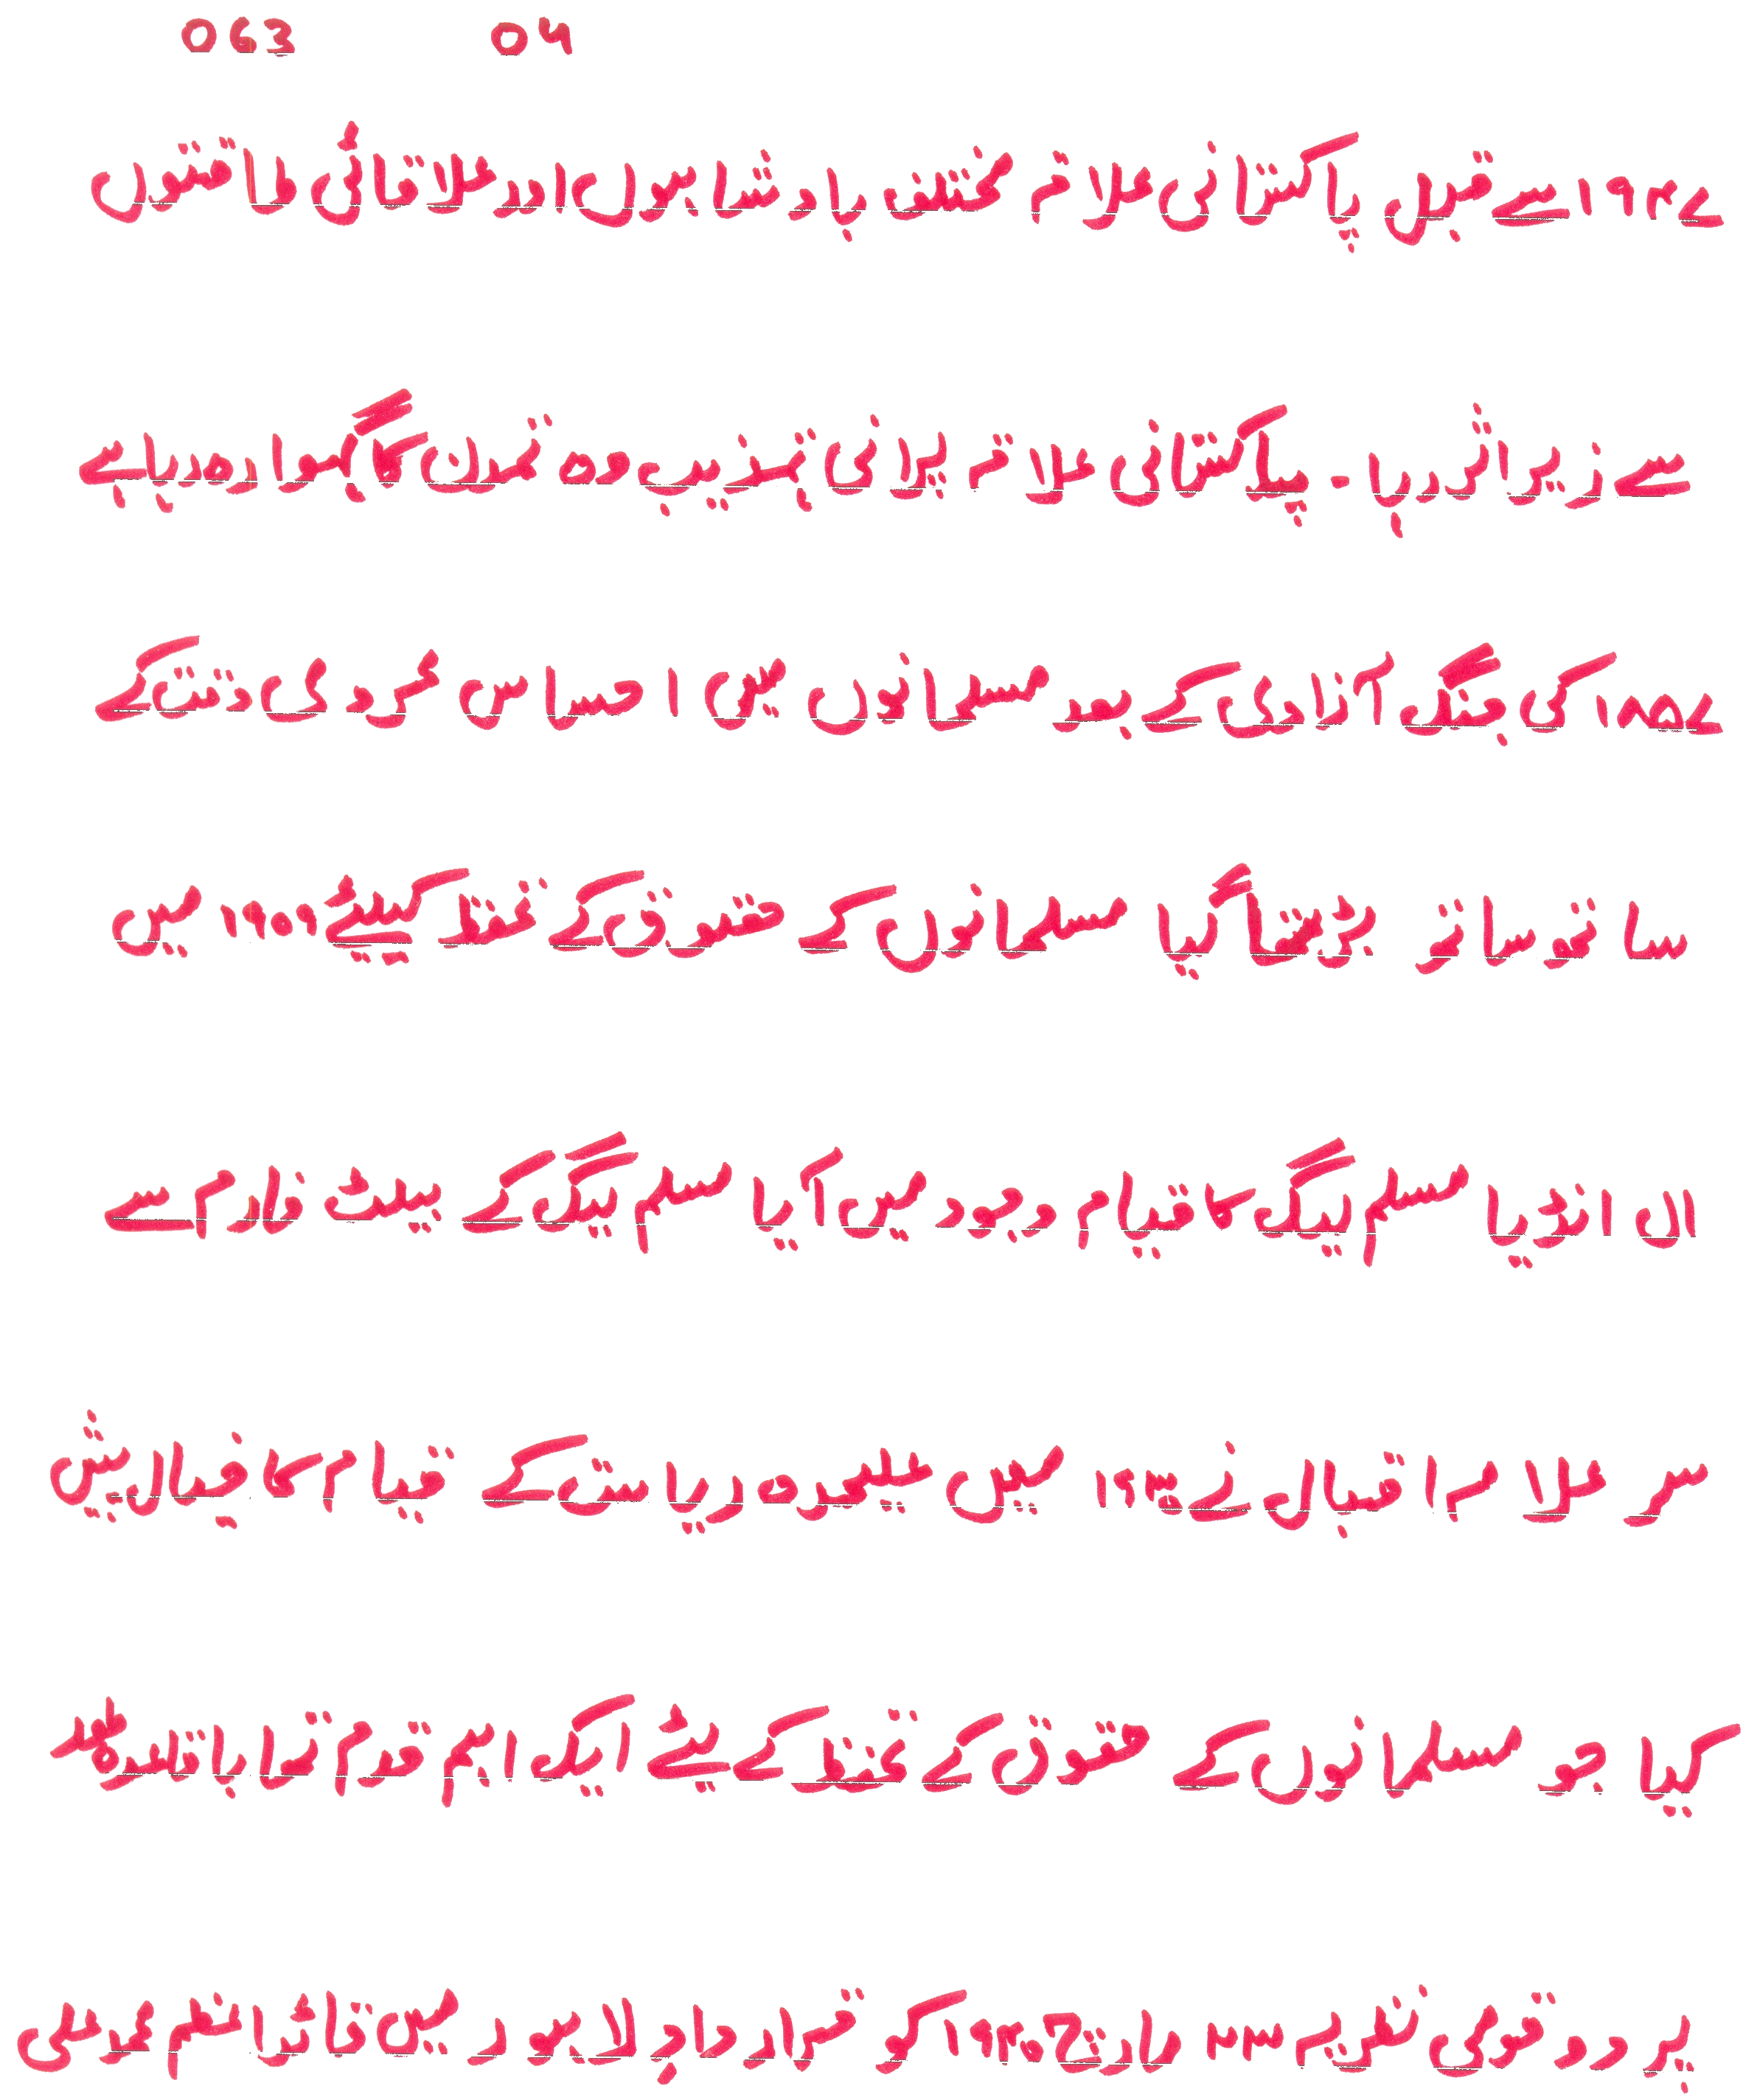 063 04
۱۹۴۷ سے قبل پاکستانی علاقہ مختلف بادشاہوں اور علاقائی طاقتوں
سے زیر اثر رہا - پاکستانی علاقہ پرانی تہذیب وہ تمدن کا گہوارہ رہا ہے
۱۸۵۷ کی جنگ آزادی کے بعد مسلمانوں میں احساس محرومی وقت کے
ساتھ ساتھ بڑھتا گیا مسلمانوں کے حقوق کے تحفظ کیلیئے ۱۹۰۹ میں
ال انڈیا مسلم لیگ کا قیام وجود میں آیا مسلم لیگ کے پیلٹ فارم سے
سر علامہ اقبال نے ۱۹۳۰ میں علیحدہ ریاست کے قیام کا خیال پیش
کیا جو مسلمانوں کے حقوق کے تحفظ کے لیئے ایک اہم قدم تھا باقاعدہ
پر دو قومی نظریہ ۲۳ مارچ ۱۹۴۰ کو قرارداد لاہور میں قائد اعظم محمد علی